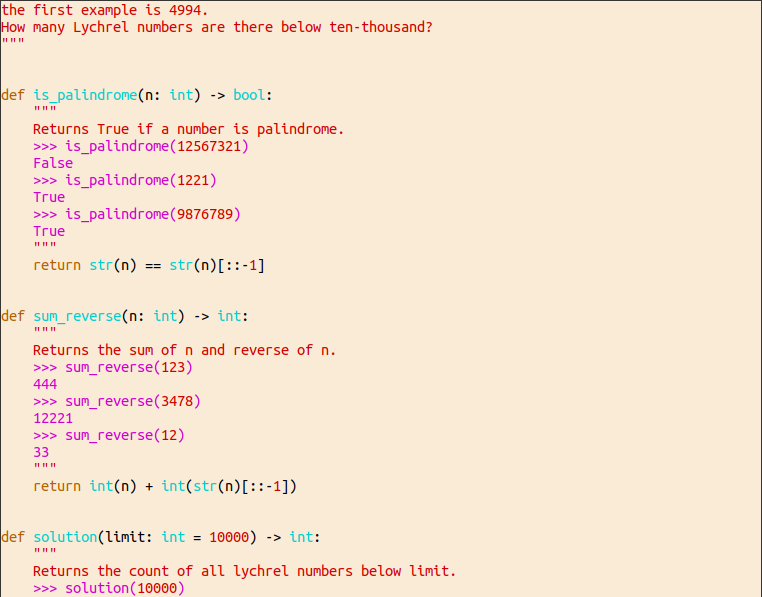 the first example is 4994.
How many Lychrel numbers are there below ten-thousand?
"""
def is_palindrome(n: int) -> bool:
    """
    Returns True if a number is palindrome.
    >>> is_palindrome(12567321)
    False
    >>> is_palindrome(1221)
    True
    >>> is_palindrome(9876789)
    True
    """
    return str(n) == str(n)[::-1]
def sum_reverse(n: int) -> int:
    """
    Returns the sum of n and reverse of n.
    >>> sum_reverse(123)
    444
    >>> sum_reverse(3478)
    12221
    >>> sum_reverse(12)
    33
    """
    return int(n) + int(str(n)[::-1])
def solution(limit: int = 10000) -> int:
    """
    Returns the count of all lychrel numbers below limit.
    >>> solution(10000)